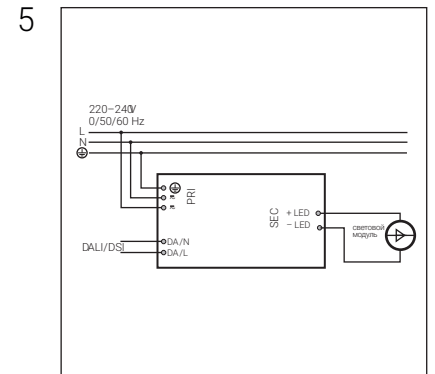 5
220–240V
0/50/60 Hz
L
N
PRI
SEC
+ LED
– LED
световой
модуль
DALI/DSI
DA/N
DA/L